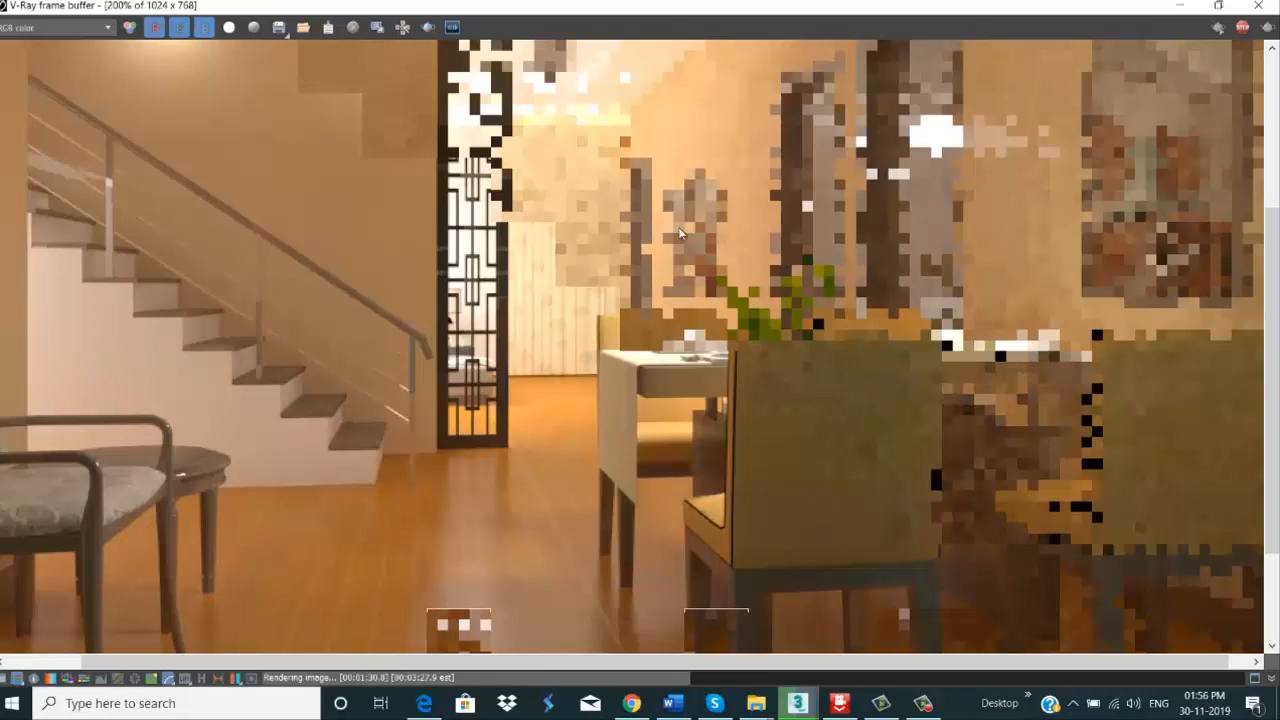 V-Ray frame buffer - [200% of 1024 x 768]
RGB color
Rendering image... [00:01:30.8] [00:03:27.9 est]
Type here to search
Desktop
01:56 PM
30-11-2019